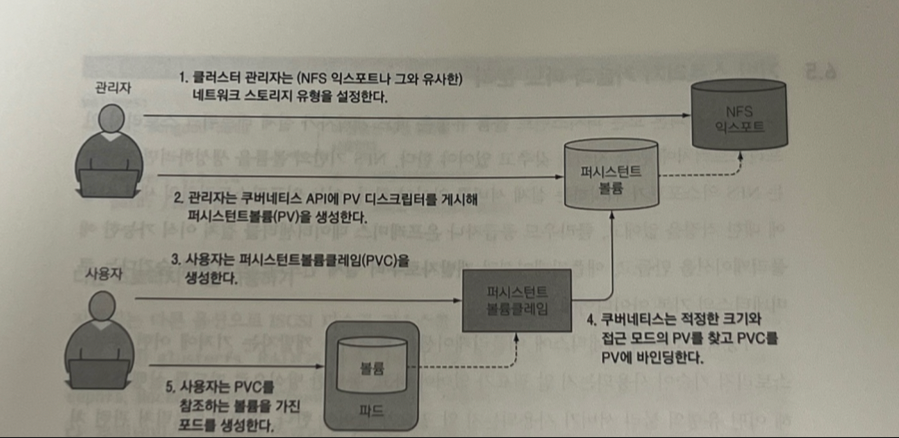 관리자
1. 클러스터 관리자는 (NFS 익스포트나 그와 유사한)
네트워크 스토리지 유형을 설정한다.
NFS
익스포트
퍼시스턴트
볼륨
2. 관리자는 쿠버네티스 API에 PV 디스크립터를 게시해
퍼시스턴트볼륨(PV)을 생성한다.
사용자
3. 사용자는 퍼시스턴트볼륨클레임(PVC)을
생성한다.
퍼시스턴트
볼륨클레임
4. 쿠버네티스는 적정한 크기와
접근 모드의 PV를 찾고 PVC를
PV에 바인딩한다.
볼륨
파드
5. 사용자는 PVC를
참조하는 볼륨을 가진
포드를 생성한다.